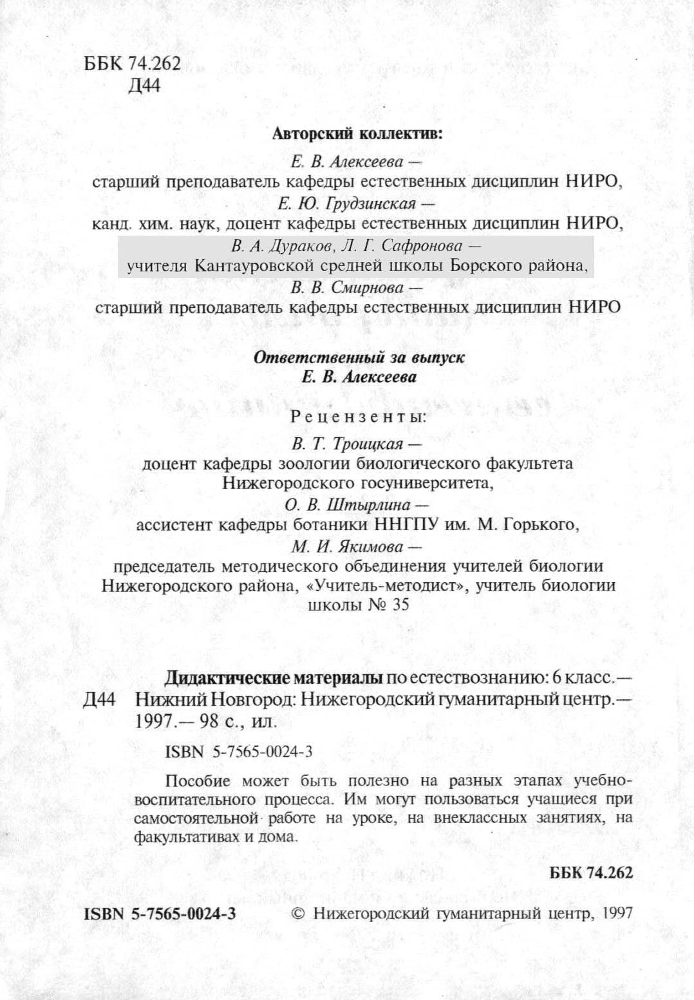 ББК 74.262
Д44
Авторский коллектив:
Е. В. Алексеева —
старший преподаватель кафедры естественных дисциплин НИРО,
Е. Ю. Грудзинская —
канд. хим. наук, доцент кафедры естественных дисциплин НИРО,
В. А. Дураков, Л. Г. Сафронова —
учителя Кантауровской средней школы Борского района,
В. В. Смирнова —
старший преподаватель кафедры естественных дисциплин НИРО
Ответственный за выпуск
Е. В. Алексеева
Рецензенты:
В. Т. Троицкая —
доцент кафедры зоологии биологического факультета
Нижегородского госуниверситета,
О. В. Штырлина —
ассистент кафедры ботаники ННГПУ им. М. Горького,
М. И. Якимова —
председатель методического объединения учителей биологии
Нижегородского района, «Учитель-методист», учитель биологии
школы № 35
Дидактические материалы по естествознанию: 6 класс.—
Д44 Нижний Новгород: Нижегородский гуманитарный центр.—
1997.— 98 с., ил.
ISBN 5-7565-0024-3
Пособие может быть полезно на разных этапах учебно-
воспитательного процесса. Им могут пользоваться учащиеся при
самостоятельной работе на уроке, на внеклассных занятиях, на
факультативах и дома.
ББК 74.262
ISBN 5-7565-0024-3 © Нижегородский гуманитарный центр, 1997